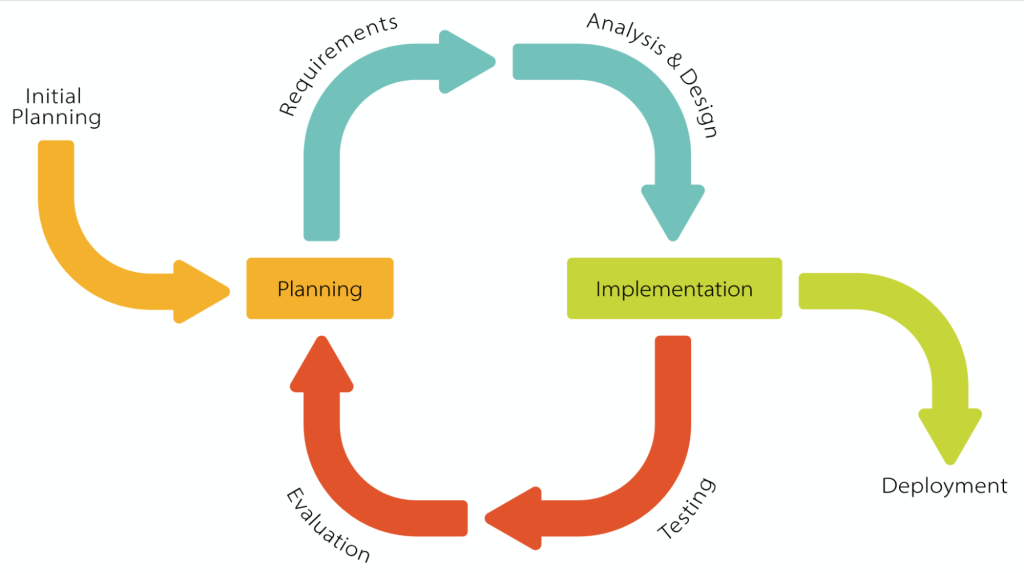 Initial
Planning
Requirements
Analysis & Design
Planning
Implementation
Deployment
Testing
Evaluation